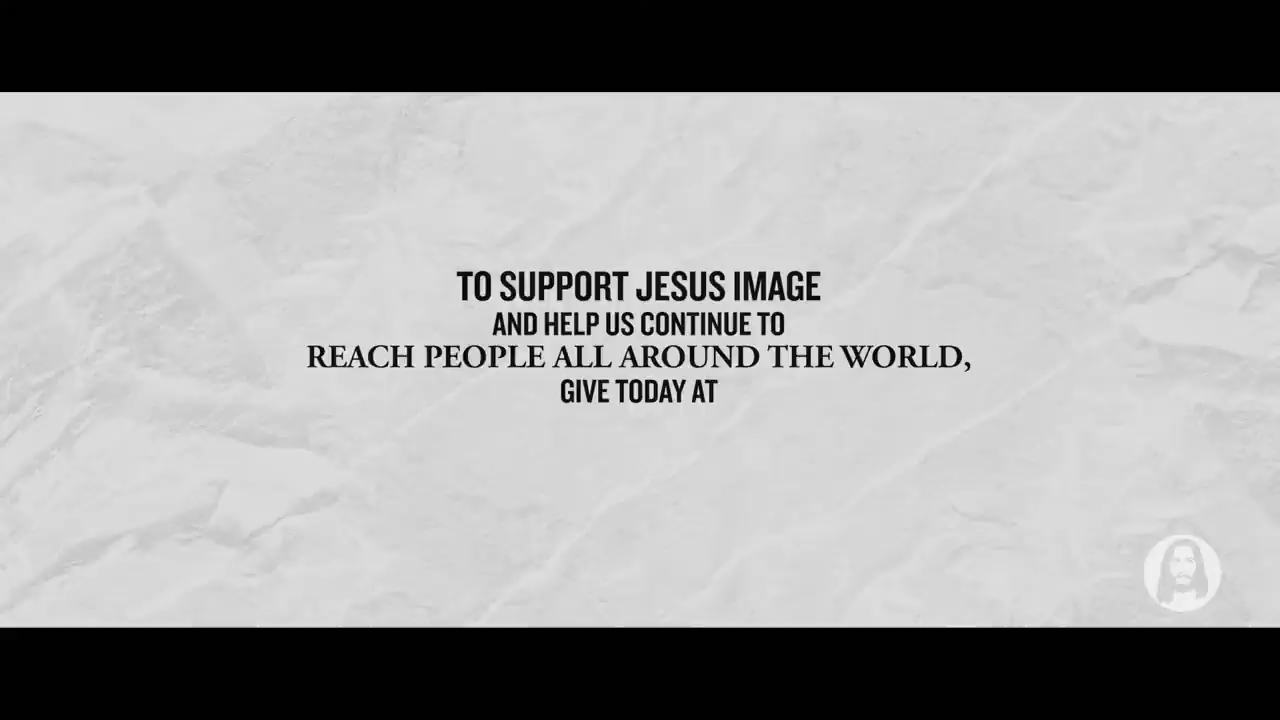 TO SUPPORT JESUS IMAGE
AND HELP US CONTINUE TO
REACH PEOPLE ALL AROUND THE WORLD,
GIVE TODAY AT